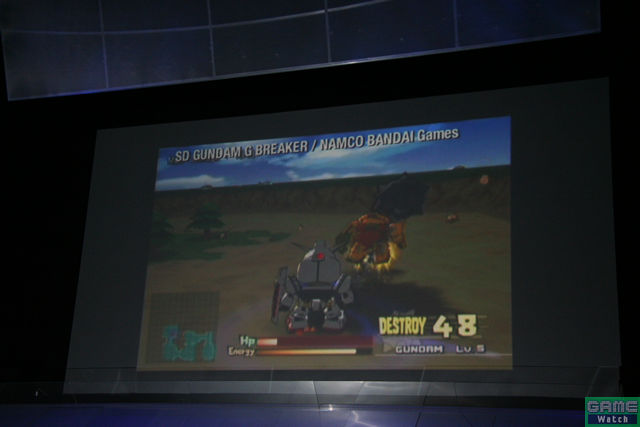 SD GUNDAM G BREAKER / NAMCO BANDAI Games
DESTROY 48
Hp
Energy
GUNDAM Lv 5
GAME
Watch